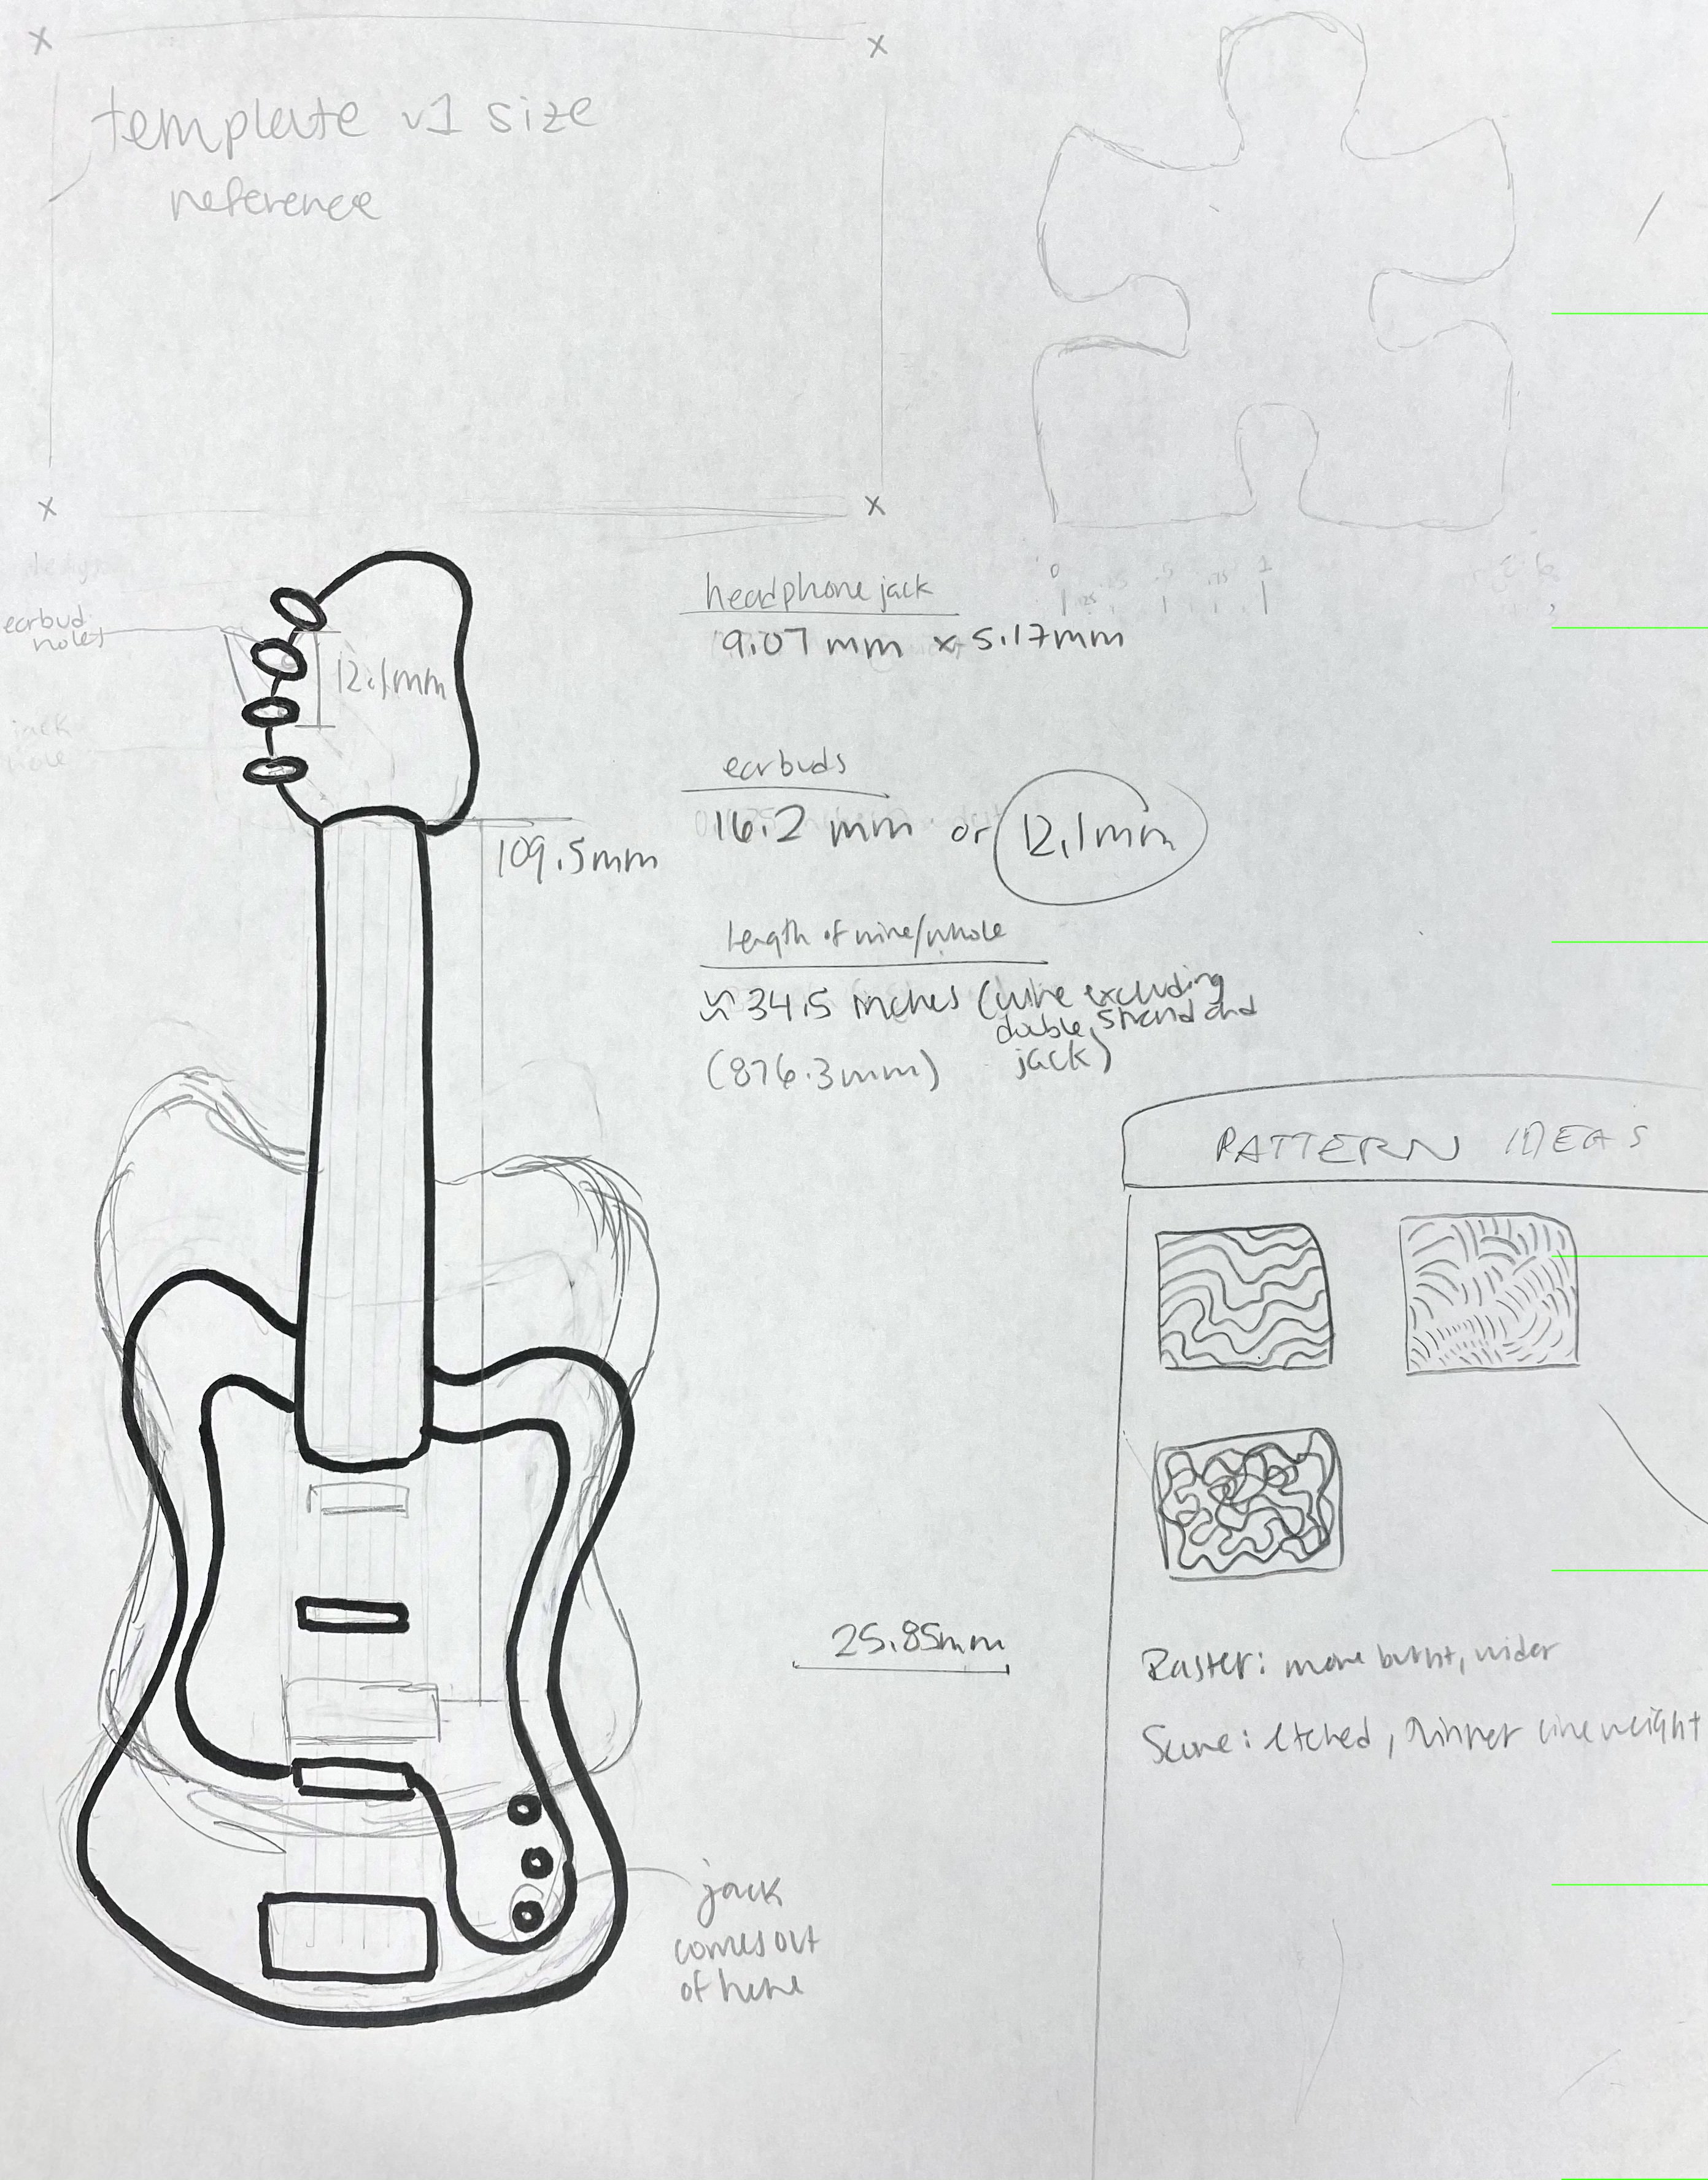 template v1 size
reference
headphone jack
9.07 mm x 5.17mm
earbud
holes
12.1mm
jack
hole
earbuds
16.2 mm or 12.1mm
109.5mm
length of wire/whole
≈ 34.5 inches (wire excluding
double strand and
jack)
(876.3mm)
PATTERN IDEAS
25.85mm
Raster: more burnt, wider
Score: etched, thinner line weight
jack
comes out
of here